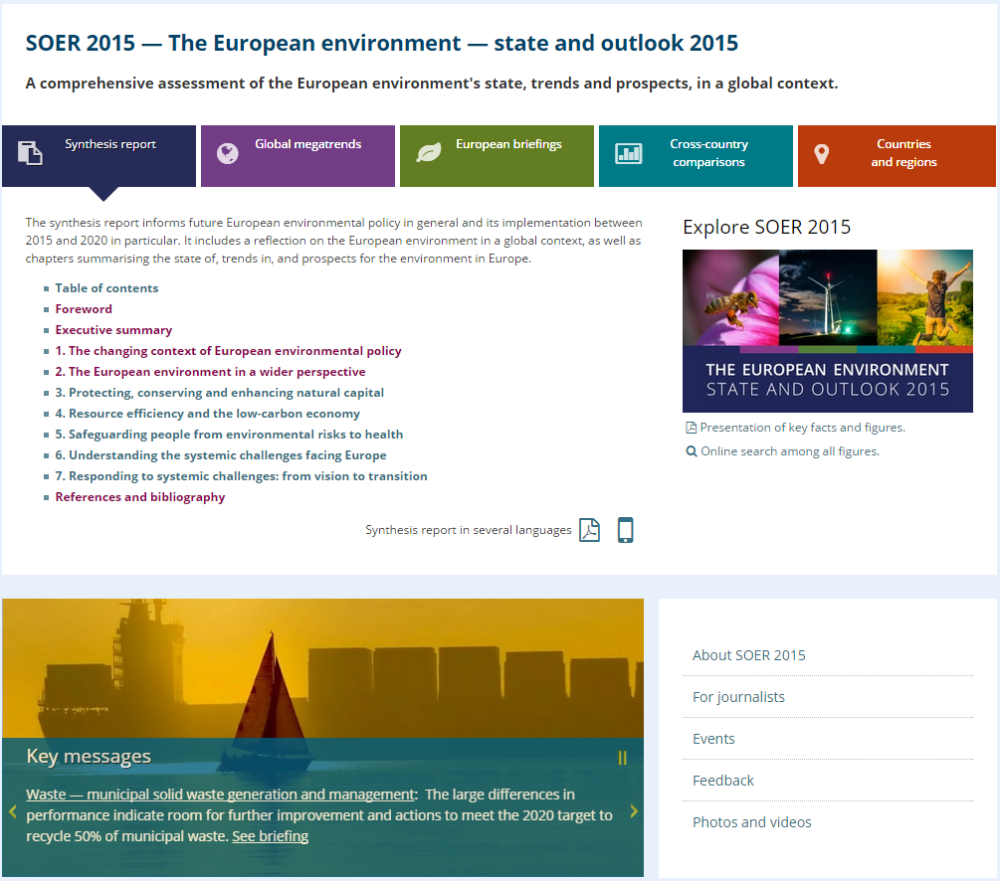 SOER 2015 — The European environment — state and outlook 2015
A comprehensive assessment of the European environment's state, trends and prospects, in a global context.
Synthesis report
Global megatrends
European briefings
Cross-country
comparisons
Countries
and regions
The synthesis report informs future European environmental policy in general and its implementation between
2015 and 2020 in particular. It includes a reflection on the European environment in a global context, as well as
chapters summarising the state of, trends in, and prospects for the environment in Europe.
Table of contents
Foreword
Executive summary
1. The changing context of European environmental policy
2. The European environment in a wider perspective
3. Protecting, conserving and enhancing natural capital
4. Resource efficiency and the low-carbon economy
5. Safeguarding people from environmental risks to health
6. Understanding the systemic challenges facing Europe
7. Responding to systemic challenges: from vision to transition
References and bibliography
Synthesis report in several languages
Explore SOER 2015
THE EUROPEAN ENVIRONMENT
STATE AND OUTLOOK 2015
Presentation of key facts and figures.
Online search among all figures.
Key messages
Waste — municipal solid waste generation and management: The large differences in
performance indicate room for further improvement and actions to meet the 2020 target to
recycle 50% of municipal waste. See briefing
About SOER 2015
For journalists
Events
Feedback
Photos and videos